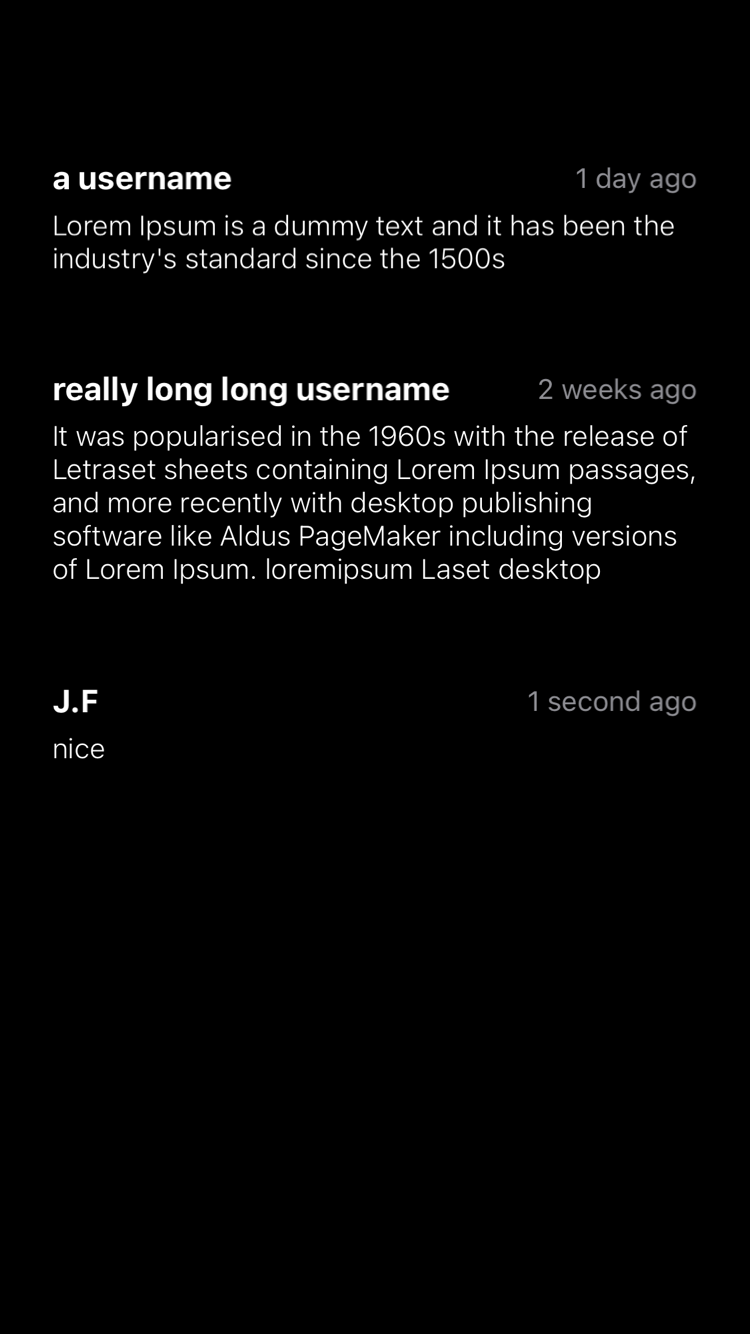 a username
1 day ago
Lorem Ipsum is a dummy text and it has been the
industry's standard since the 1500s
really long long username
2 weeks ago
It was popularised in the 1960s with the release of
Letraset sheets containing Lorem Ipsum passages,
and more recently with desktop publishing
software like Aldus PageMaker including versions
of Lorem Ipsum. loremipsum Laset desktop
J.F
1 second ago
nice